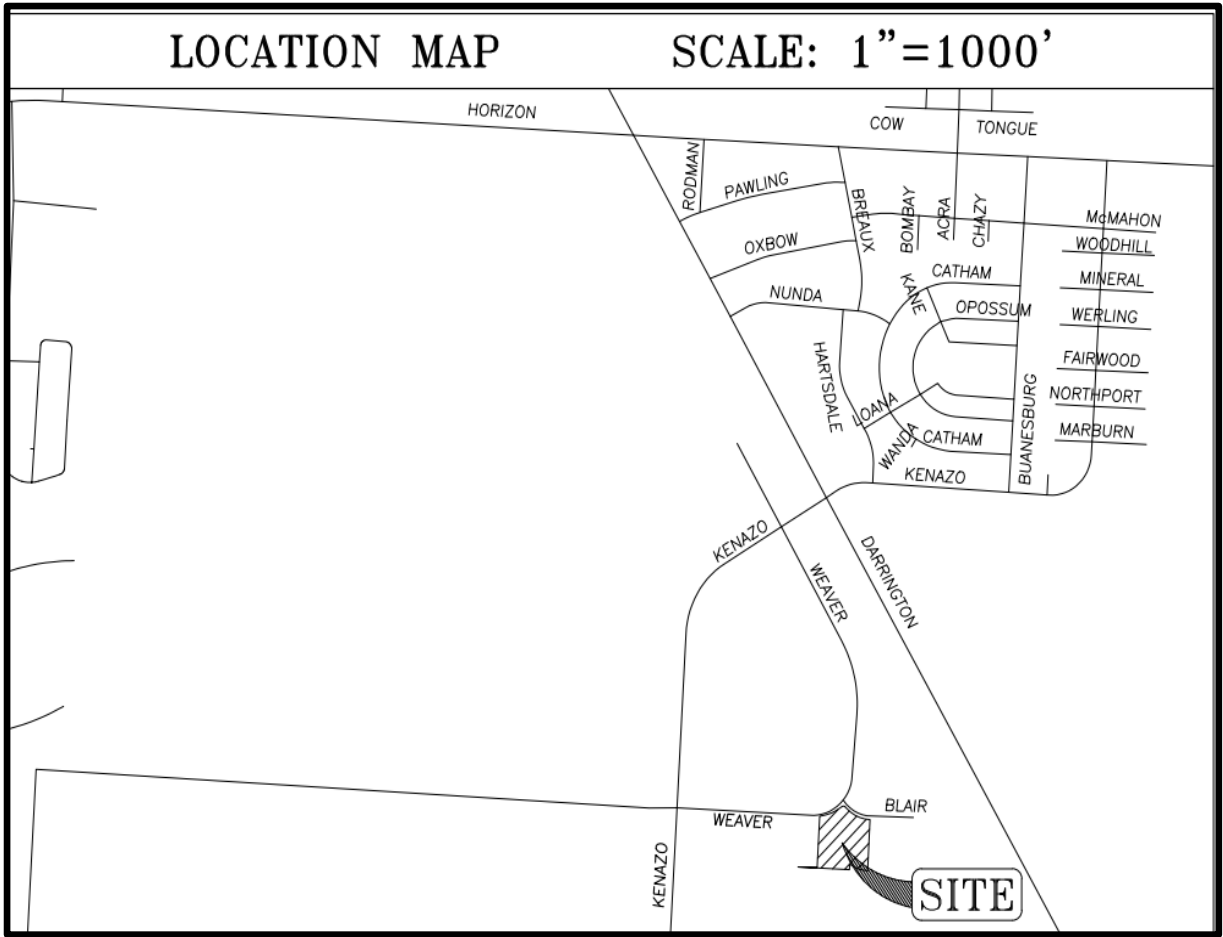 LOCATION MAP SCALE: 1”=1000’
HORIZON
COW TONGUE
RODMAN
PAWLING
BREAUX
BOMBAY
ACRA
CHAZY
McMAHON
OXBOW
WOODHILL
CATHAM
MINERAL
NUNDA
KANE
OPOSSUM
WERLING
HARTSDALE
FAIRWOOD
LOANA
BUANESBURG
NORTHPORT
WANDA
CATHAM
MARBURN
KENAZO
KENAZO
WEAVER
DARRINGTON
BLAIR
WEAVER
KENAZO
SITE